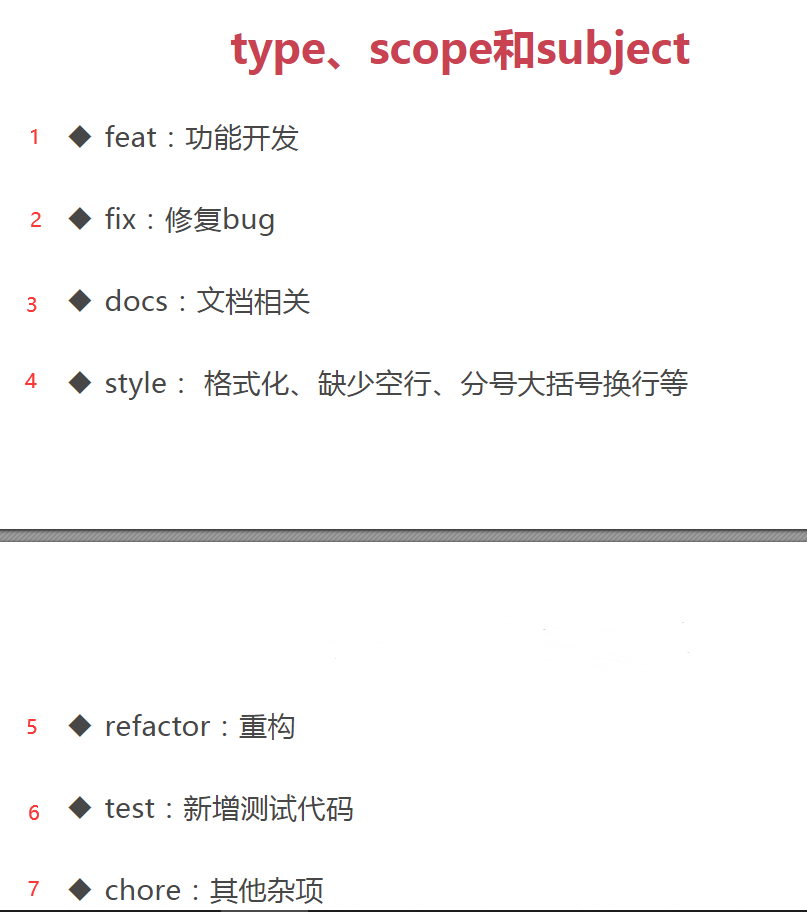 type、scope和subject
1 ◆ feat：功能开发
2 ◆ fix：修复bug
3 ◆ docs：文档相关
4 ◆ style： 格式化、缺少空行、分号大括号换行等
5 ◆ refactor：重构
6 ◆ test：新增测试代码
7 ◆ chore：其他杂项